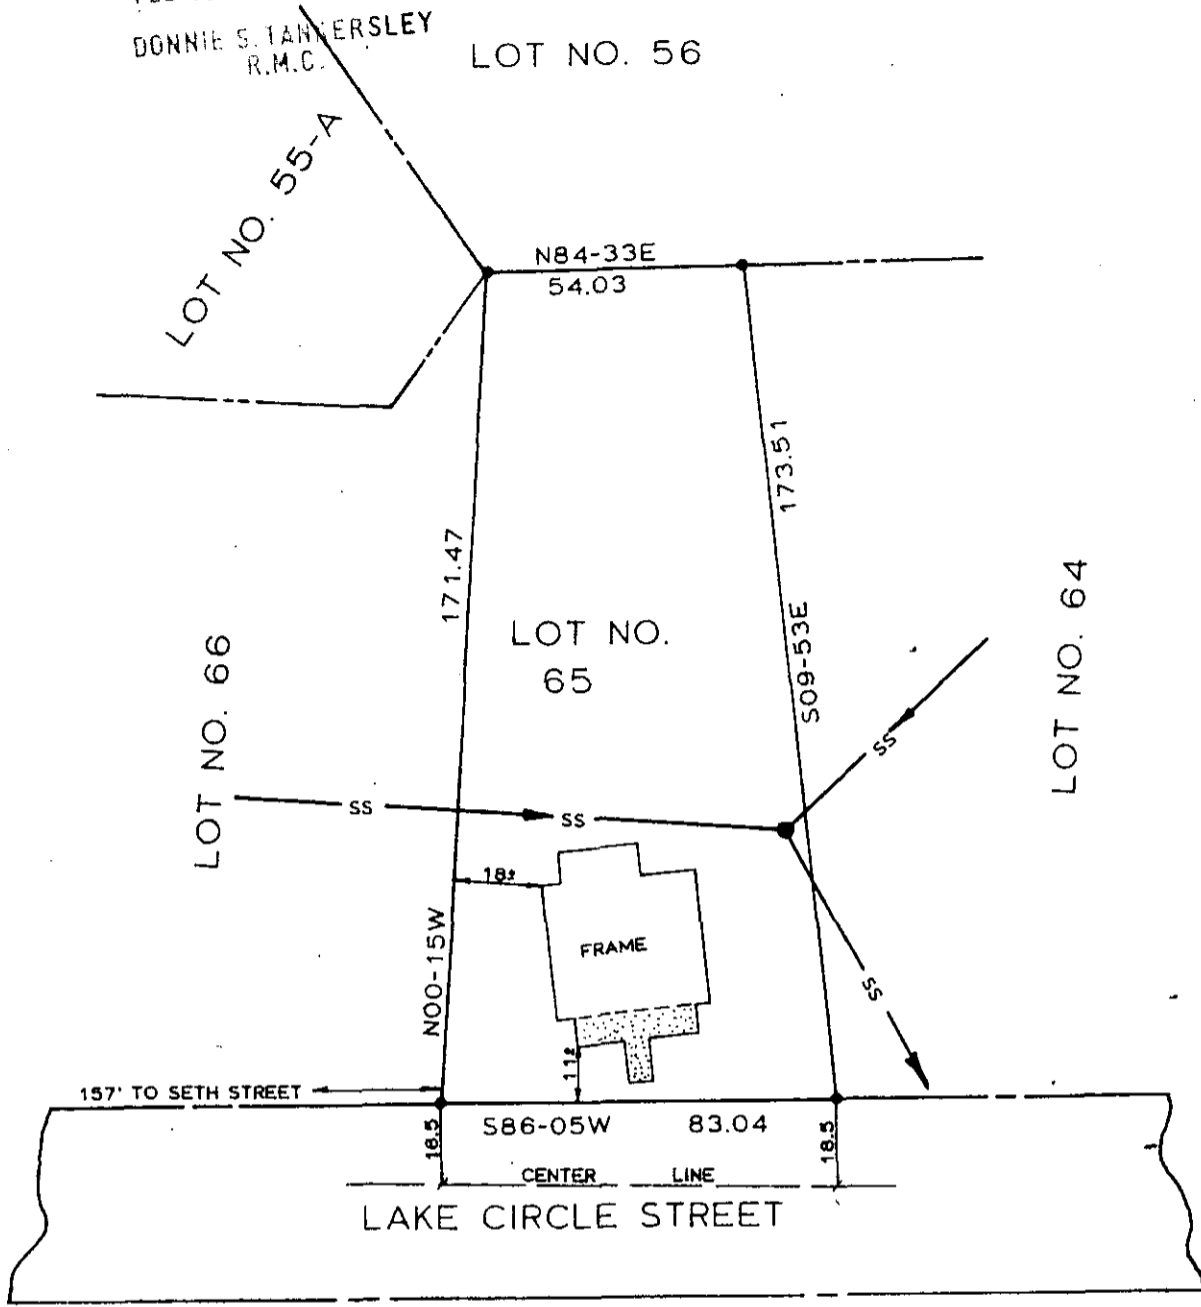 DONNIE S. TANKERSLEY
R.M.C.
LOT NO. 56
LOT NO. 55-A
N84-33E
54.03
171.47
173.51
LOT NO.
65
S09-53E
LOT NO. 66
LOT NO. 64
SS
SS
SS
18±
FRAME
N00-15W
SS
11±
157' TO SETH STREET
S86-05W 83.04
18.5
18.5
CENTER LINE
LAKE CIRCLE STREET